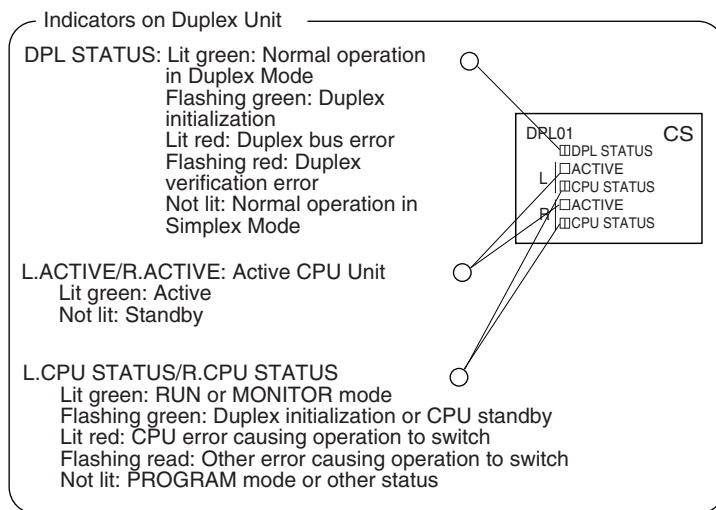 Indicators on Duplex Unit
DPL STATUS: Lit green: Normal operation
in Duplex Mode
Flashing green: Duplex
initialization
Lit red: Duplex bus error
Flashing red: Duplex
verification error
Not lit: Normal operation in
Simplex Mode
DPL01 CS
DPL STATUS
L ACTIVE
CPU STATUS
R ACTIVE
CPU STATUS
L.ACTIVE/R.ACTIVE: Active CPU Unit
Lit green: Active
Not lit: Standby
L.CPU STATUS/R.CPU STATUS
Lit green: RUN or MONITOR mode
Flashing green: Duplex initialization or CPU standby
Lit red: CPU error causing operation to switch
Flashing read: Other error causing operation to switch
Not lit: PROGRAM mode or other status